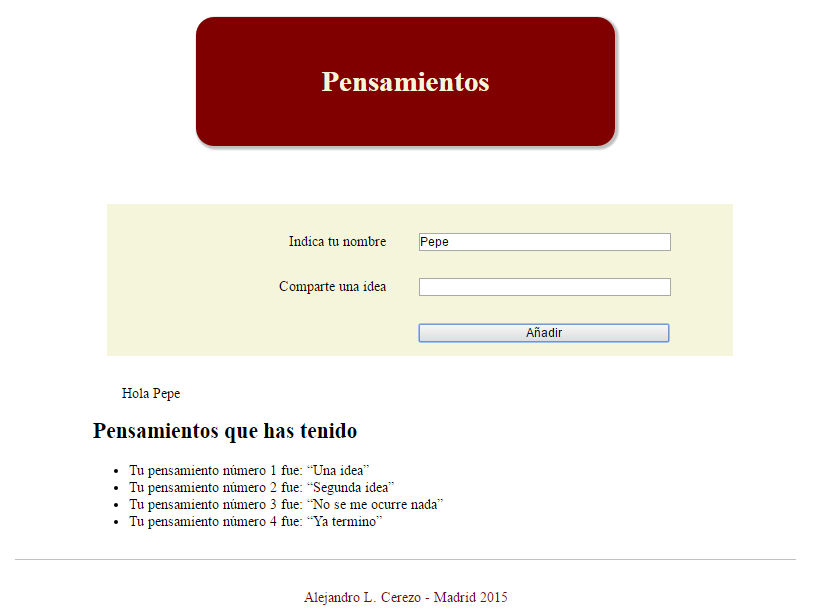 Pensamientos
Indica tu nombre Pepe
Comparte una idea
Añadir
Hola Pepe
Pensamientos que has tenido
• Tu pensamiento número 1 fue: “Una idea”
• Tu pensamiento número 2 fue: “Segunda idea”
• Tu pensamiento número 3 fue: “No se me ocurre nada”
• Tu pensamiento número 4 fue: “Ya termino”
Alejandro L. Cerezo - Madrid 2015